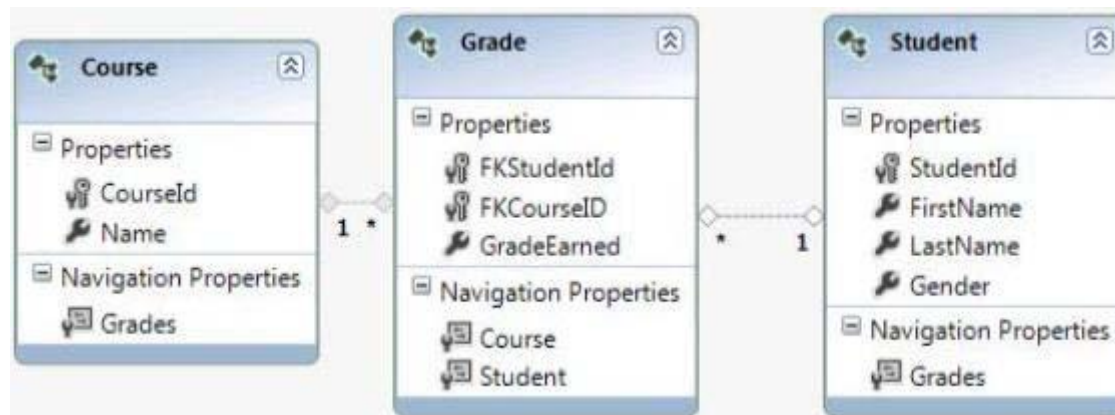 Course
Properties
CourseId
Name
Navigation Properties
Grades
1 *
Grade
Properties
FKStudentId
FKCourseID
GradeEarned
Navigation Properties
Course
Student
* 1
Student
Properties
StudentId
FirstName
LastName
Gender
Navigation Properties
Grades